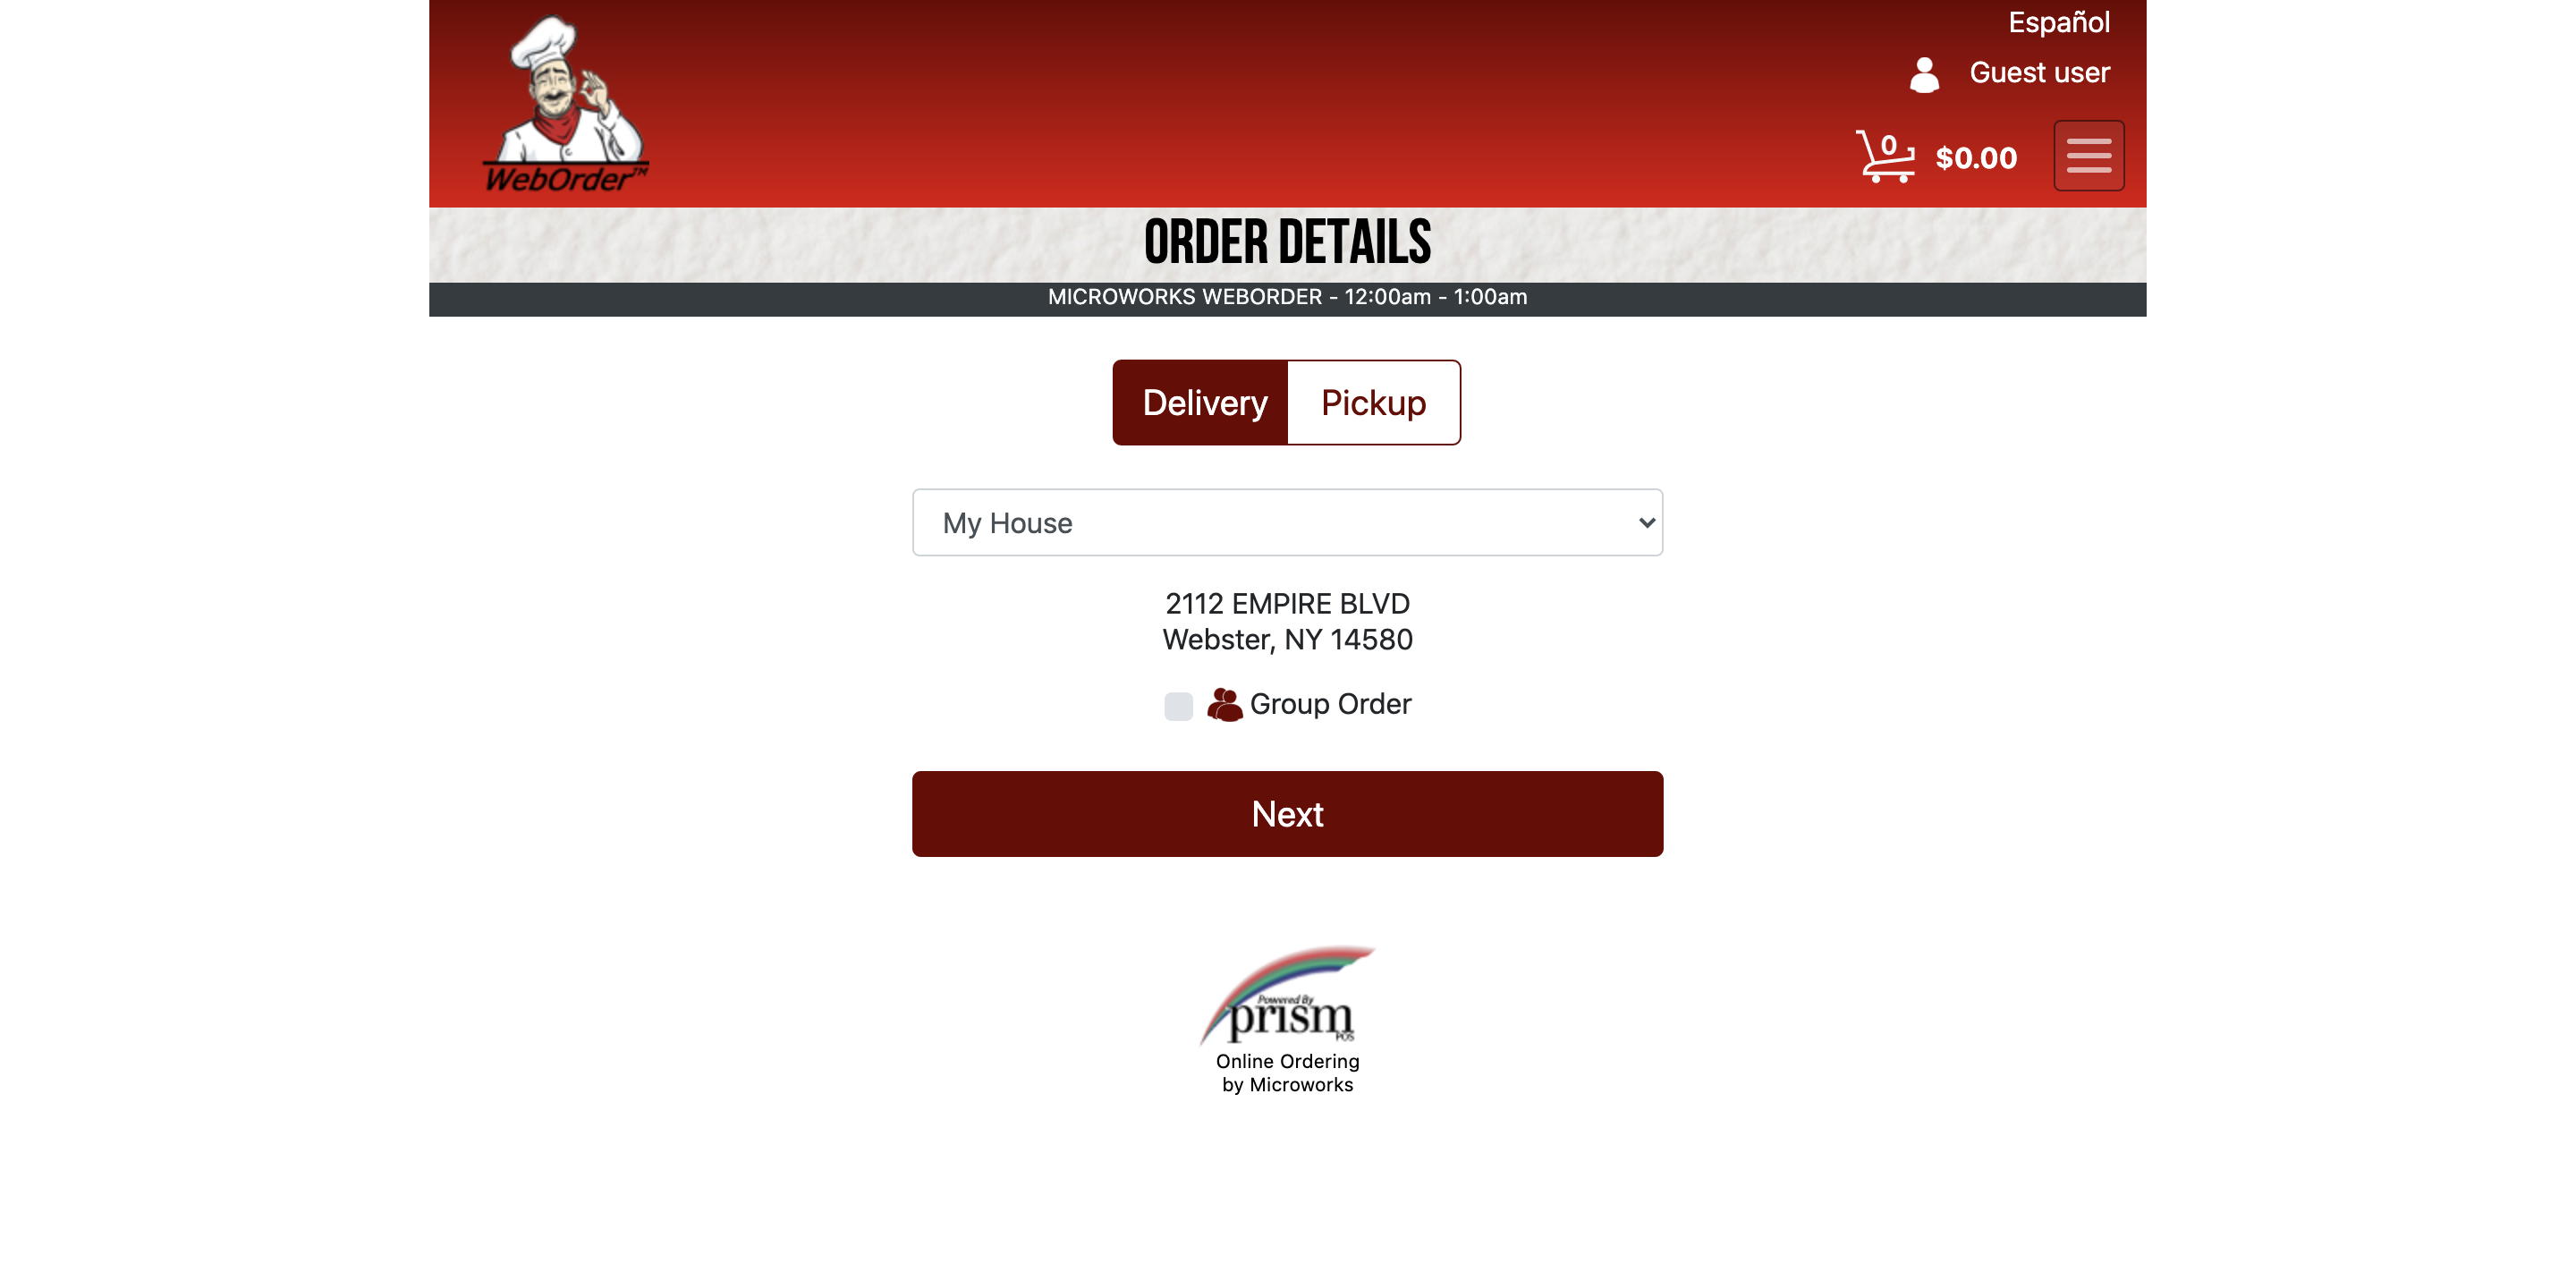 Español
Guest user
WebOrder™
0
$0.00
ORDER DETAILS
MICROWORKS WEBORDER - 12:00am - 1:00am
Delivery
Pickup
My House
2112 EMPIRE BLVD
Webster, NY 14580
Group Order
Next
Powered By
prism
POS
Online Ordering
by Microworks